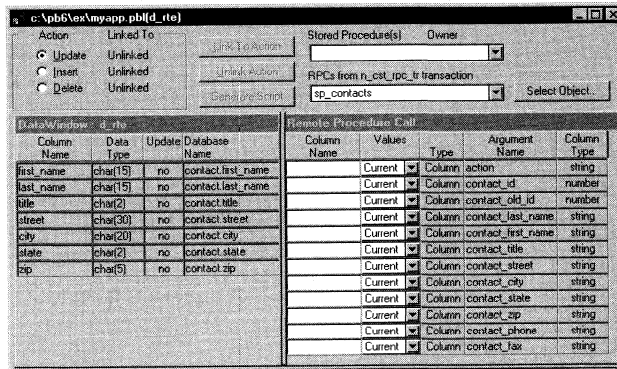 c:\pb6\ex\myapp.pbl(d_rte)
Action Linked To
Update Unlinked
Insert Unlinked
Delete Unlinked
Link To Action
Unlink Action
Generate Script
Stored Procedure(s) Owner
RPCs from n_cst_rpc_tr transaction
sp_contacts
Select Object..
DataWindow - d_rte
Column Name Data Type Update Database Name
first_name char(15) no contact.first_name
last_name char(15) no contact.last_name
title char(2) no contact.title
street char(30) no contact.street
city char(20) no contact.city
state char(2) no contact.state
zip char(5) no contact.zip
Remote Procedure Call
Column Name Values Type Argument Name Column Type
Current Column action string
Current Column contact_id number
Current Column contact_old_id number
Current Column contact_last_name string
Current Column contact_first_name string
Current Column contact_title string
Current Column contact_street string
Current Column contact_city string
Current Column contact_state string
Current Column contact_zip string
Current Column contact_phone string
Current Column contact_fax string